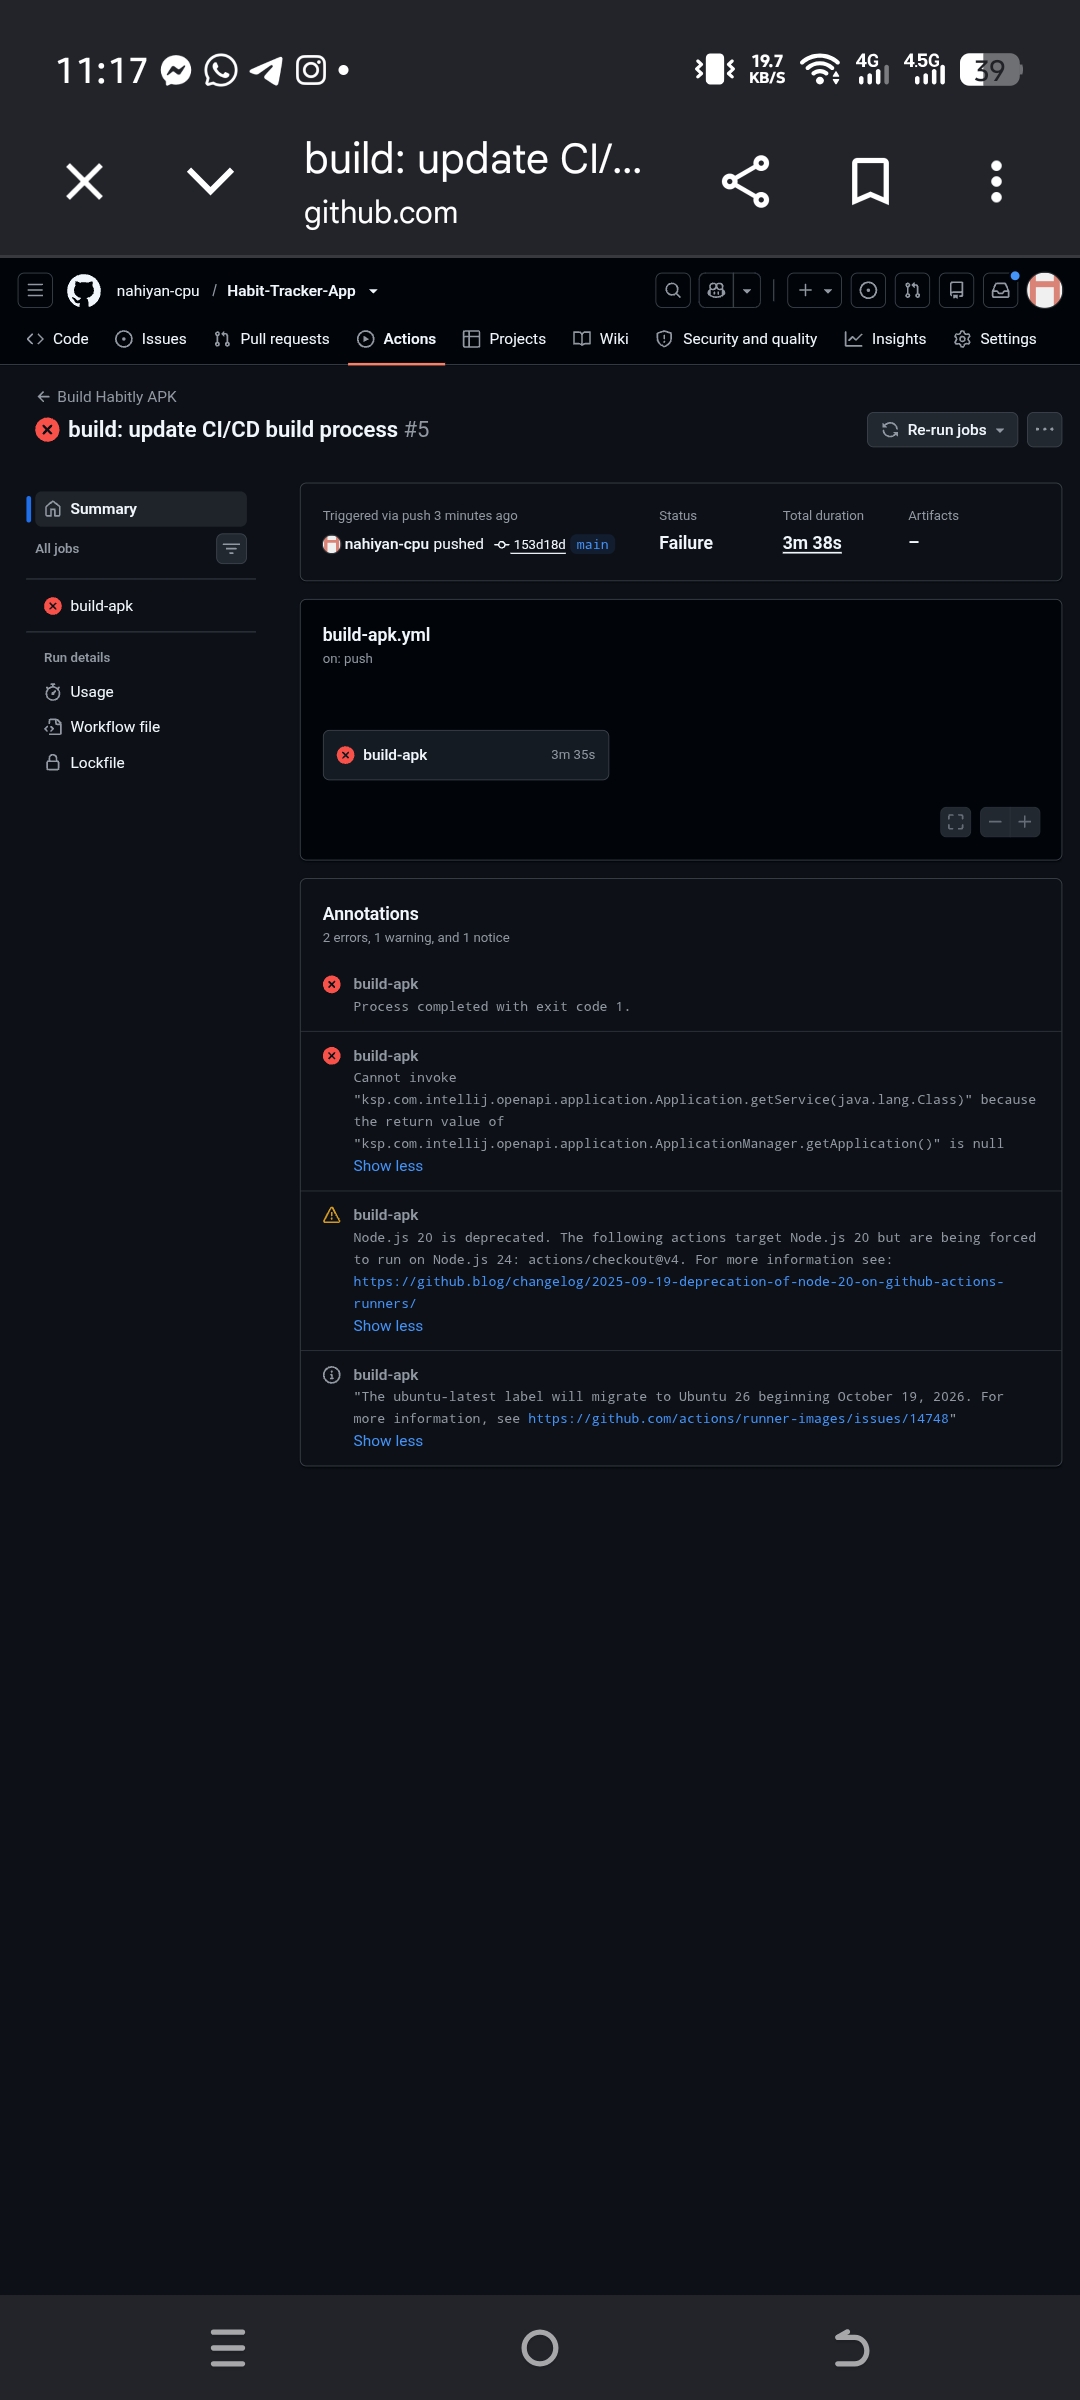 11:17
19.7 KB/S 4G 4.5G 39
build: update CI/...
github.com
nahiyan-cpu / Habit-Tracker-App
Code Issues Pull requests Actions Projects Wiki Security and quality Insights Settings
Build Habitly APK
build: update CI/CD build process #5
Re-run jobs
Summary
All jobs
build-apk
Run details
Usage
Workflow file
Lockfile
Triggered via push 3 minutes ago
nahiyan-cpu pushed 153d18d main
Status
Failure
Total duration
3m 38s
Artifacts
–
build-apk.yml
on: push
build-apk 3m 35s
Annotations
2 errors, 1 warning, and 1 notice
build-apk
Process completed with exit code 1.
build-apk
Cannot invoke
"ksp.com.intellij.openapi.application.Application.getService(java.lang.Class)" because
the return value of
"ksp.com.intellij.openapi.application.ApplicationManager.getApplication()" is null
Show less
build-apk
Node.js 20 is deprecated. The following actions target Node.js 20 but are being forced
to run on Node.js 24: actions/checkout@v4. For more information see:
https://github.blog/changelog/2025-09-19-deprecation-of-node-20-on-github-actions-
runners/
Show less
build-apk
"The ubuntu-latest label will migrate to Ubuntu 26 beginning October 19, 2026. For
more information, see https://github.com/actions/runner-images/issues/14748"
Show less